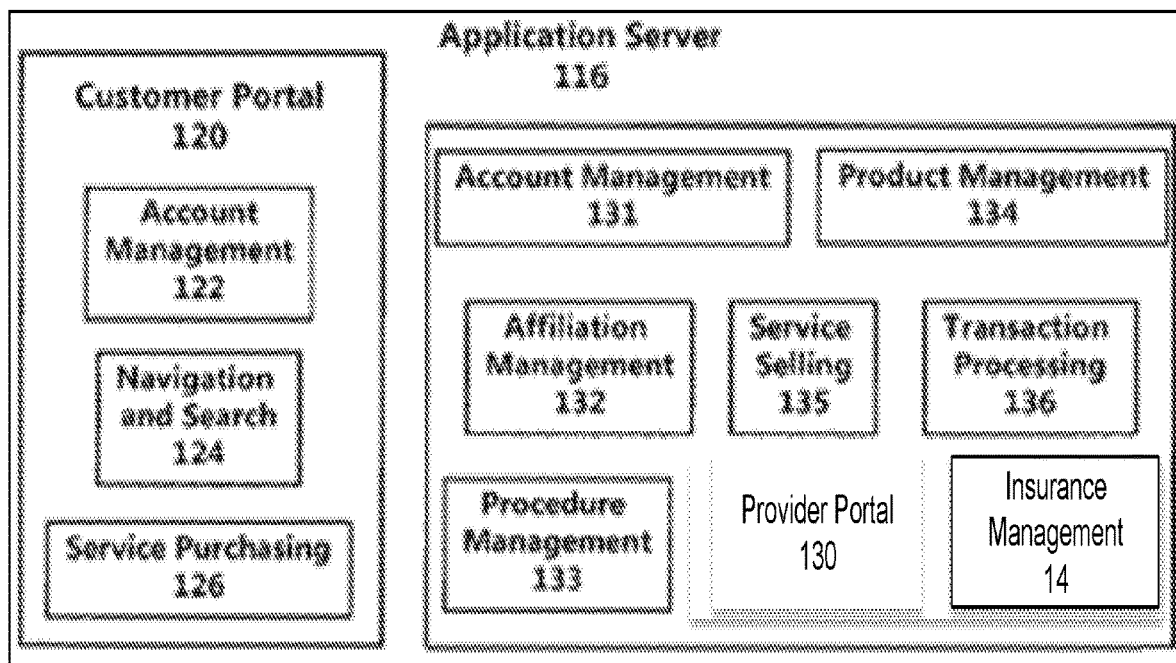 Application Server
116
Customer Portal
120
Account
Management
122
Navigation
and Search
124
Service Purchasing
126
Account Management
131
Product Management
134
Affiliation
Management
132
Service
Selling
135
Transaction
Processing
136
Procedure
Management
133
Provider Portal
130
Insurance
Management
14